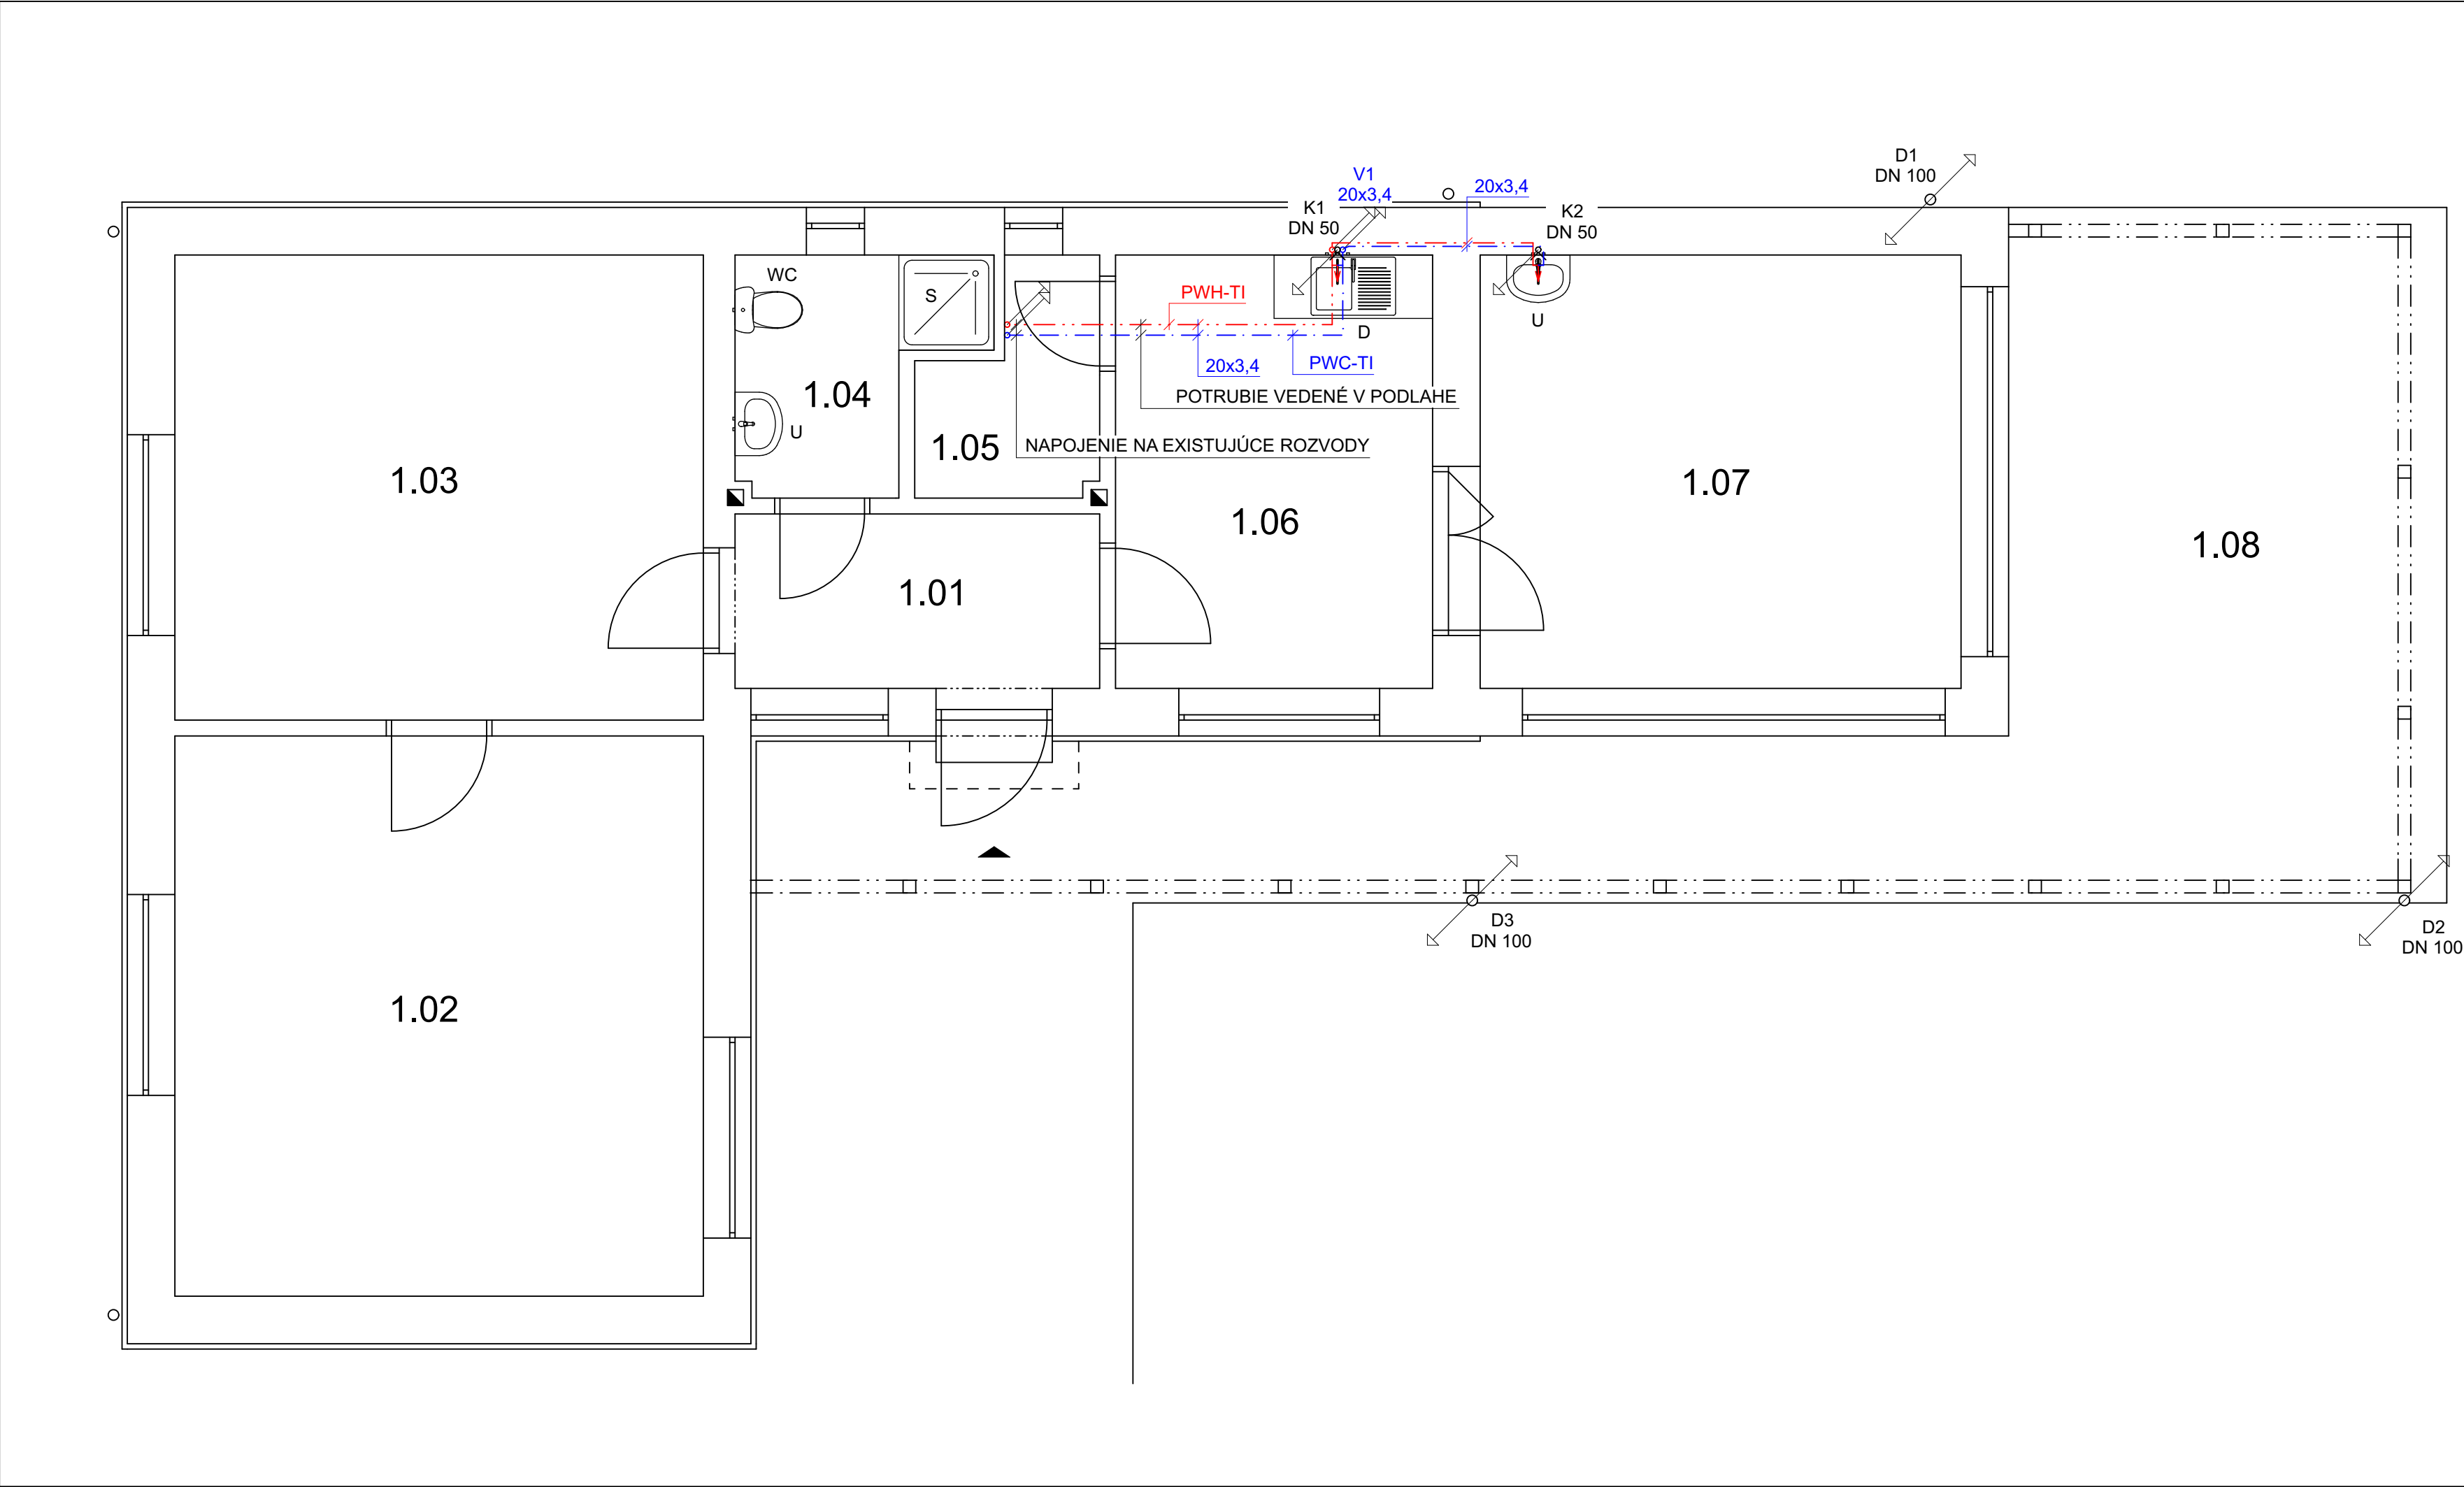 D1
DN 100
V1
20x3,4
20x3,4
K1
DN 50
K2
DN 50
WC
S
PWH-TI
U
D
20x3,4
PWC-TI
1.04
POTRUBIE VEDENÉ V PODLAHE
U
1.05
NAPOJENIE NA EXISTUJÚCE ROZVODY
1.03
1.07
1.06
1.08
1.01
D3
DN 100
D2
DN 100
1.02